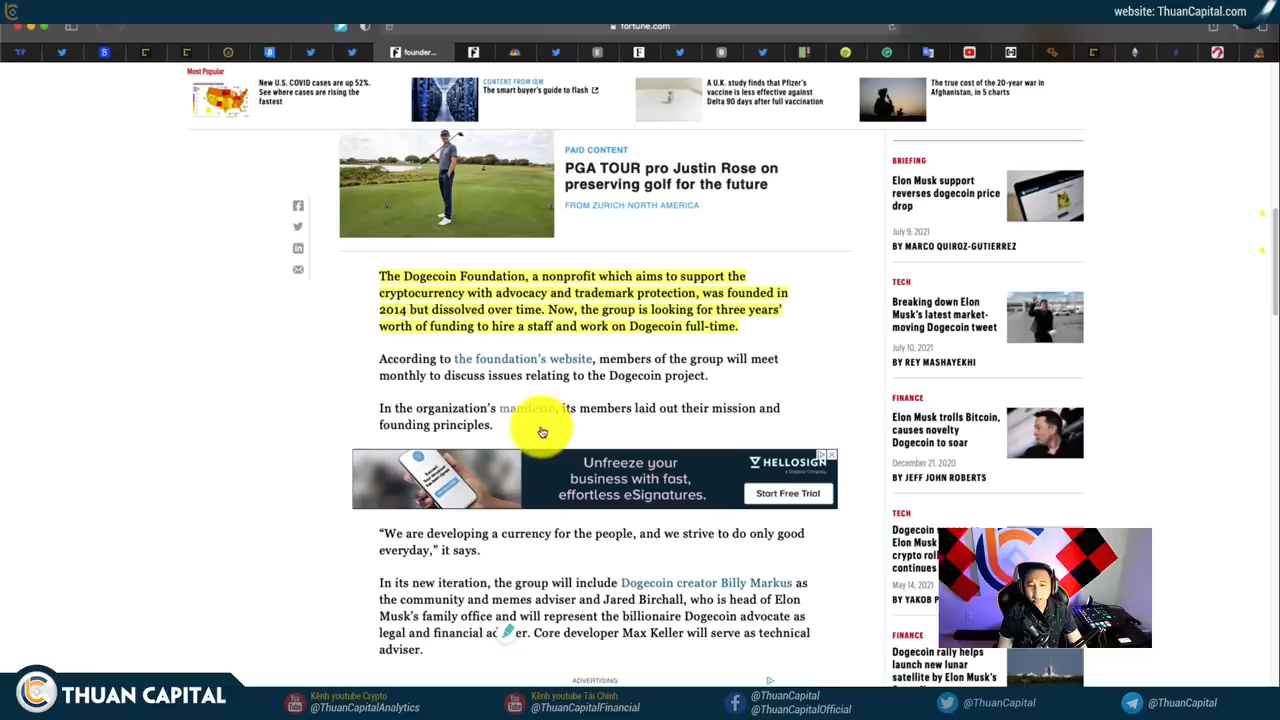 website: ThuanCapital.com
fortune.com
founder...
Most Popular
New U.S. COVID cases are up 52%.
See where cases are rising the
fastest
CONTENT FROM IBM
The smart buyer's guide to flash
A U.K. study finds that Pfizer's
vaccine is less effective against
Delta 90 days after full vaccination
The true cost of the 20-year war in
Afghanistan, in 5 charts
PAID CONTENT
PGA TOUR pro Justin Rose on
preserving golf for the future
FROM ZURICH NORTH AMERICA
The Dogecoin Foundation, a nonprofit which aims to support the
cryptocurrency with advocacy and trademark protection, was founded in
2014 but dissolved over time. Now, the group is looking for three years'
worth of funding to hire a staff and work on Dogecoin full-time.
According to the foundation's website, members of the group will meet
monthly to discuss issues relating to the Dogecoin project.
In the organization's manifesto, its members laid out their mission and
founding principles.
Unfreeze your
business with fast,
effortless eSignatures.
HELLOSIGN
Start Free Trial
“We are developing a currency for the people, and we strive to do only good
everyday,” it says.
In its new iteration, the group will include Dogecoin creator Billy Markus as
the community and memes adviser and Jared Birchall, who is head of Elon
Musk's family office and will represent the billionaire Dogecoin advocate as
legal and financial ad er. Core developer Max Keller will serve as technical
adviser.
ADVERTISING
BRIEFING
Elon Musk support
reverses dogecoin price
drop
July 9, 2021
BY MARCO QUIROZ-GUTIERREZ
TECH
Breaking down Elon
Musk's latest market-
moving Dogecoin tweet
July 10, 2021
BY REY MASHAYEKHI
FINANCE
Elon Musk trolls Bitcoin,
causes novelty
Dogecoin to soar
December 21, 2020
BY JEFF JOHN ROBERTS
TECH
Dogecoin
Elon Musk
crypto rol
continues
May 14, 2021
BY YAKOB P
FINANCE
Dogecoin rally helps
launch new lunar
satellite by Elon Musk's
THUAN CAPITAL
Kênh youtube Crypto
@ThuanCapitalAnalytics
Kênh youtube Tài Chính
@ThuanCapitalFinancial
@ThuanCapital
@ThuanCapitalOfficial
@ThuanCapital
@ThuanCapital